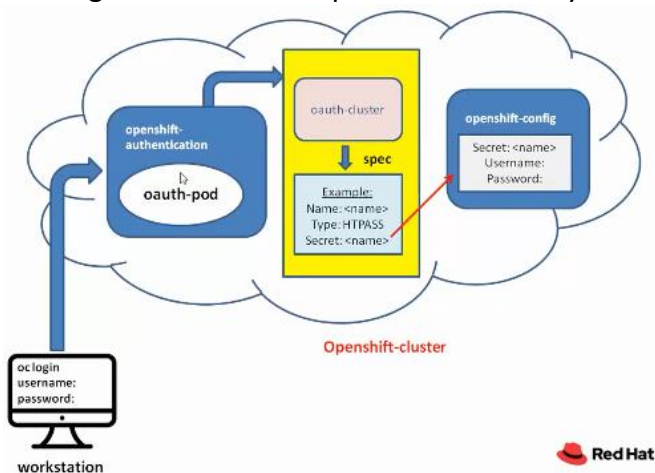 openshift-
authentication
oauth-pod
oauth-cluster
spec
Example:
Name: <name>
Type: HTPASS
Secret: <name>
openshift-config
Secret: <name>
Username:
Password:
Openshift-cluster
oc login
username:
password:
workstation
Red Hat